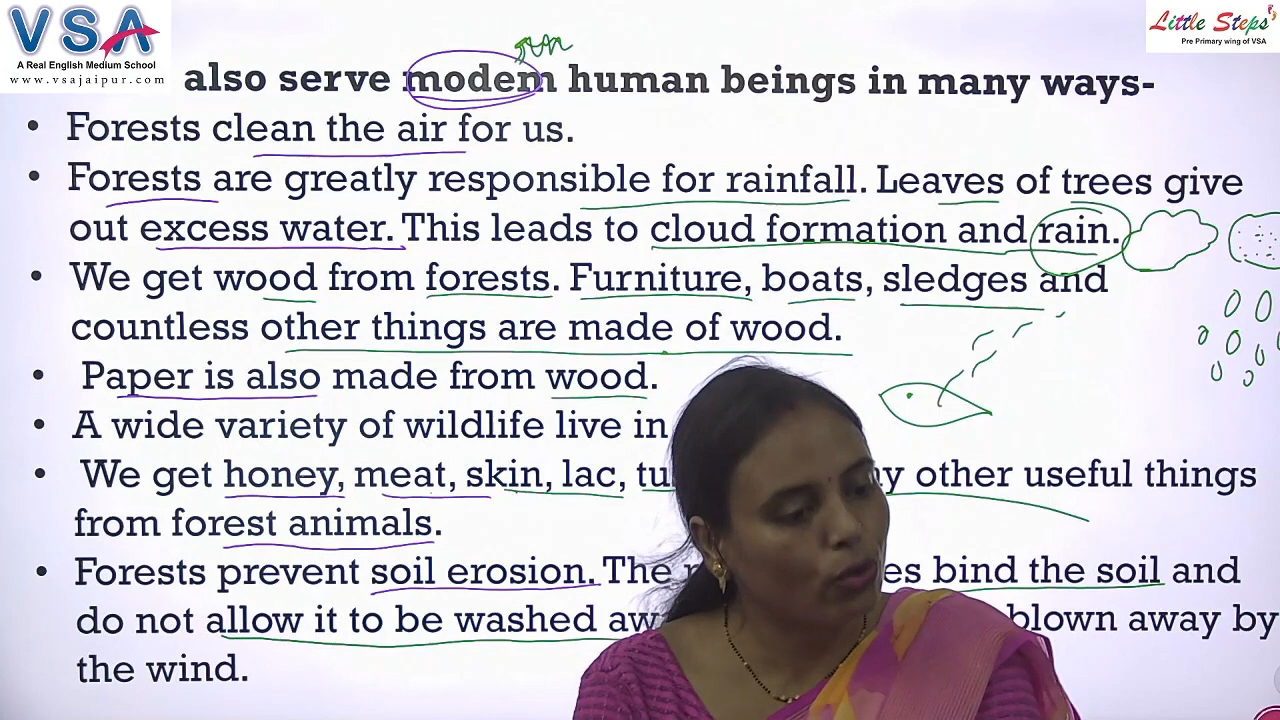 VSA
A Real English Medium School
www.vsajaipur.com
Little Steps
Pre Primary wing of VSA
also serve modem human beings in many ways-
• Forests clean the air for us.
• Forests are greatly responsible for rainfall. Leaves of trees give
out excess water. This leads to cloud formation and rain.
• We get wood from forests. Furniture, boats, sledges and
countless other things are made of wood.
• Paper is also made from wood.
• A wide variety of wildlife live in
• We get honey, meat, skin, lac, other useful things
from forest animals.
• Forests prevent soil erosion. The bind the soil and
do not allow it to be washed blown away by
the wind.